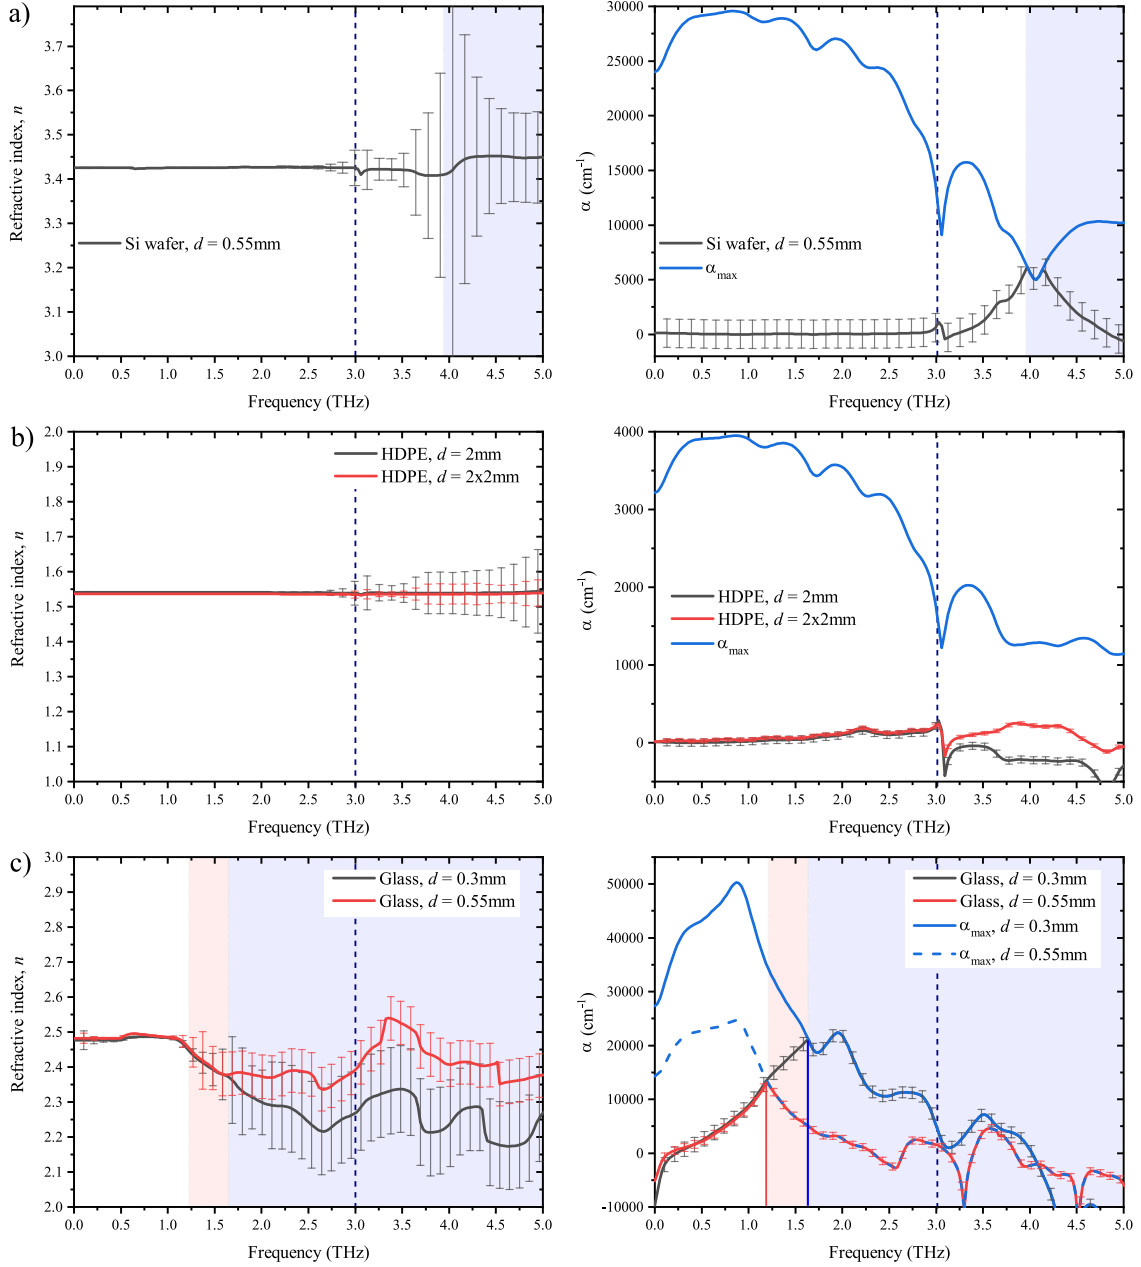 a)
3.7
3.6
3.5
3.4
3.3
3.2
3.1
3.0
Refractive index, n
Si wafer, d = 0.55mm
0.0 0.5 1.0 1.5 2.0 2.5 3.0 3.5 4.0 4.5 5.0
Frequency (THz)
30000
25000
20000
15000
10000
5000
0
α (cm⁻¹)
Si wafer, d = 0.55mm
αmax
0.0 0.5 1.0 1.5 2.0 2.5 3.0 3.5 4.0 4.5 5.0
Frequency (THz)
b)
2.0
1.9
1.8
1.7
1.6
1.5
1.4
1.3
1.2
1.1
1.0
Refractive index, n
HDPE, d = 2mm
HDPE, d = 2x2mm
0.0 0.5 1.0 1.5 2.0 2.5 3.0 3.5 4.0 4.5 5.0
Frequency (THz)
4000
3000
2000
1000
0
α (cm⁻¹)
HDPE, d = 2mm
HDPE, d = 2x2mm
αmax
0.0 0.5 1.0 1.5 2.0 2.5 3.0 3.5 4.0 4.5 5.0
Frequency (THz)
c)
3.0
2.9
2.8
2.7
2.6
2.5
2.4
2.3
2.2
2.1
2.0
Refractive index, n
Glass, d = 0.3mm
Glass, d = 0.55mm
0.0 0.5 1.0 1.5 2.0 2.5 3.0 3.5 4.0 4.5 5.0
Frequency (THz)
50000
40000
30000
20000
10000
0
-10000
α (cm⁻¹)
Glass, d = 0.3mm
Glass, d = 0.55mm
αmax, d = 0.3mm
αmax, d = 0.55mm
0.0 0.5 1.0 1.5 2.0 2.5 3.0 3.5 4.0 4.5 5.0
Frequency (THz)